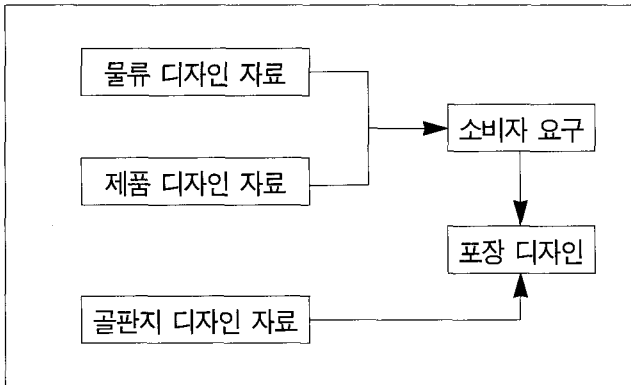 물류 디자인 자료
소비자 요구
제품 디자인 자료
포장 디자인
골판지 디자인 자료